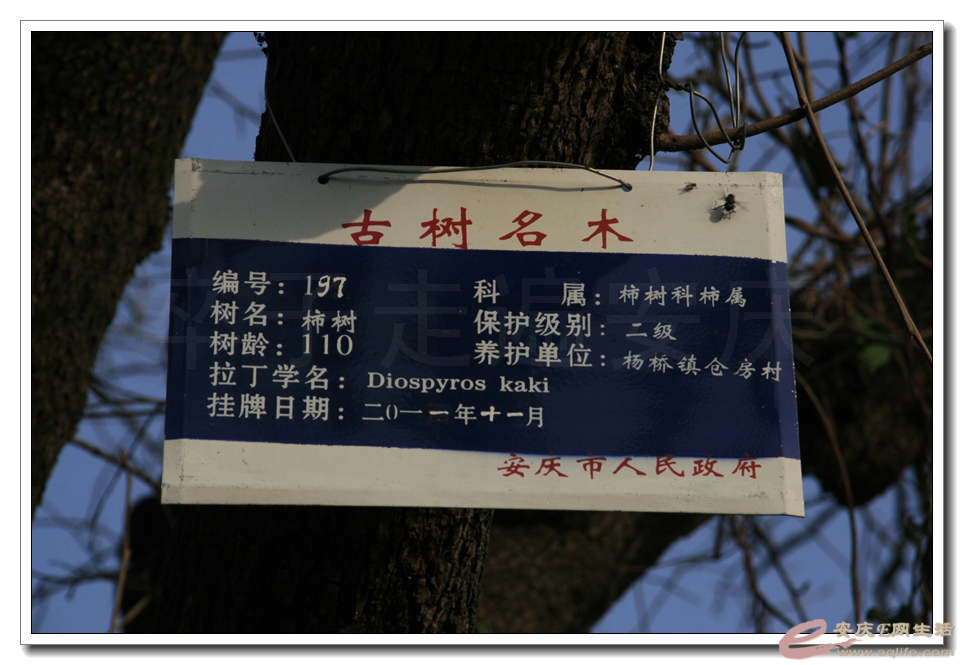 古树名木
编号：197
科 属：柿树科柿属
树名：柿树
保护级别：二级
树龄：110
养护单位：杨桥镇仓房村
拉丁学名：Diospyros kaki
挂牌日期：二0一一年十一月
安庆市人民政府
安庆E网生活
www.aqlife.com